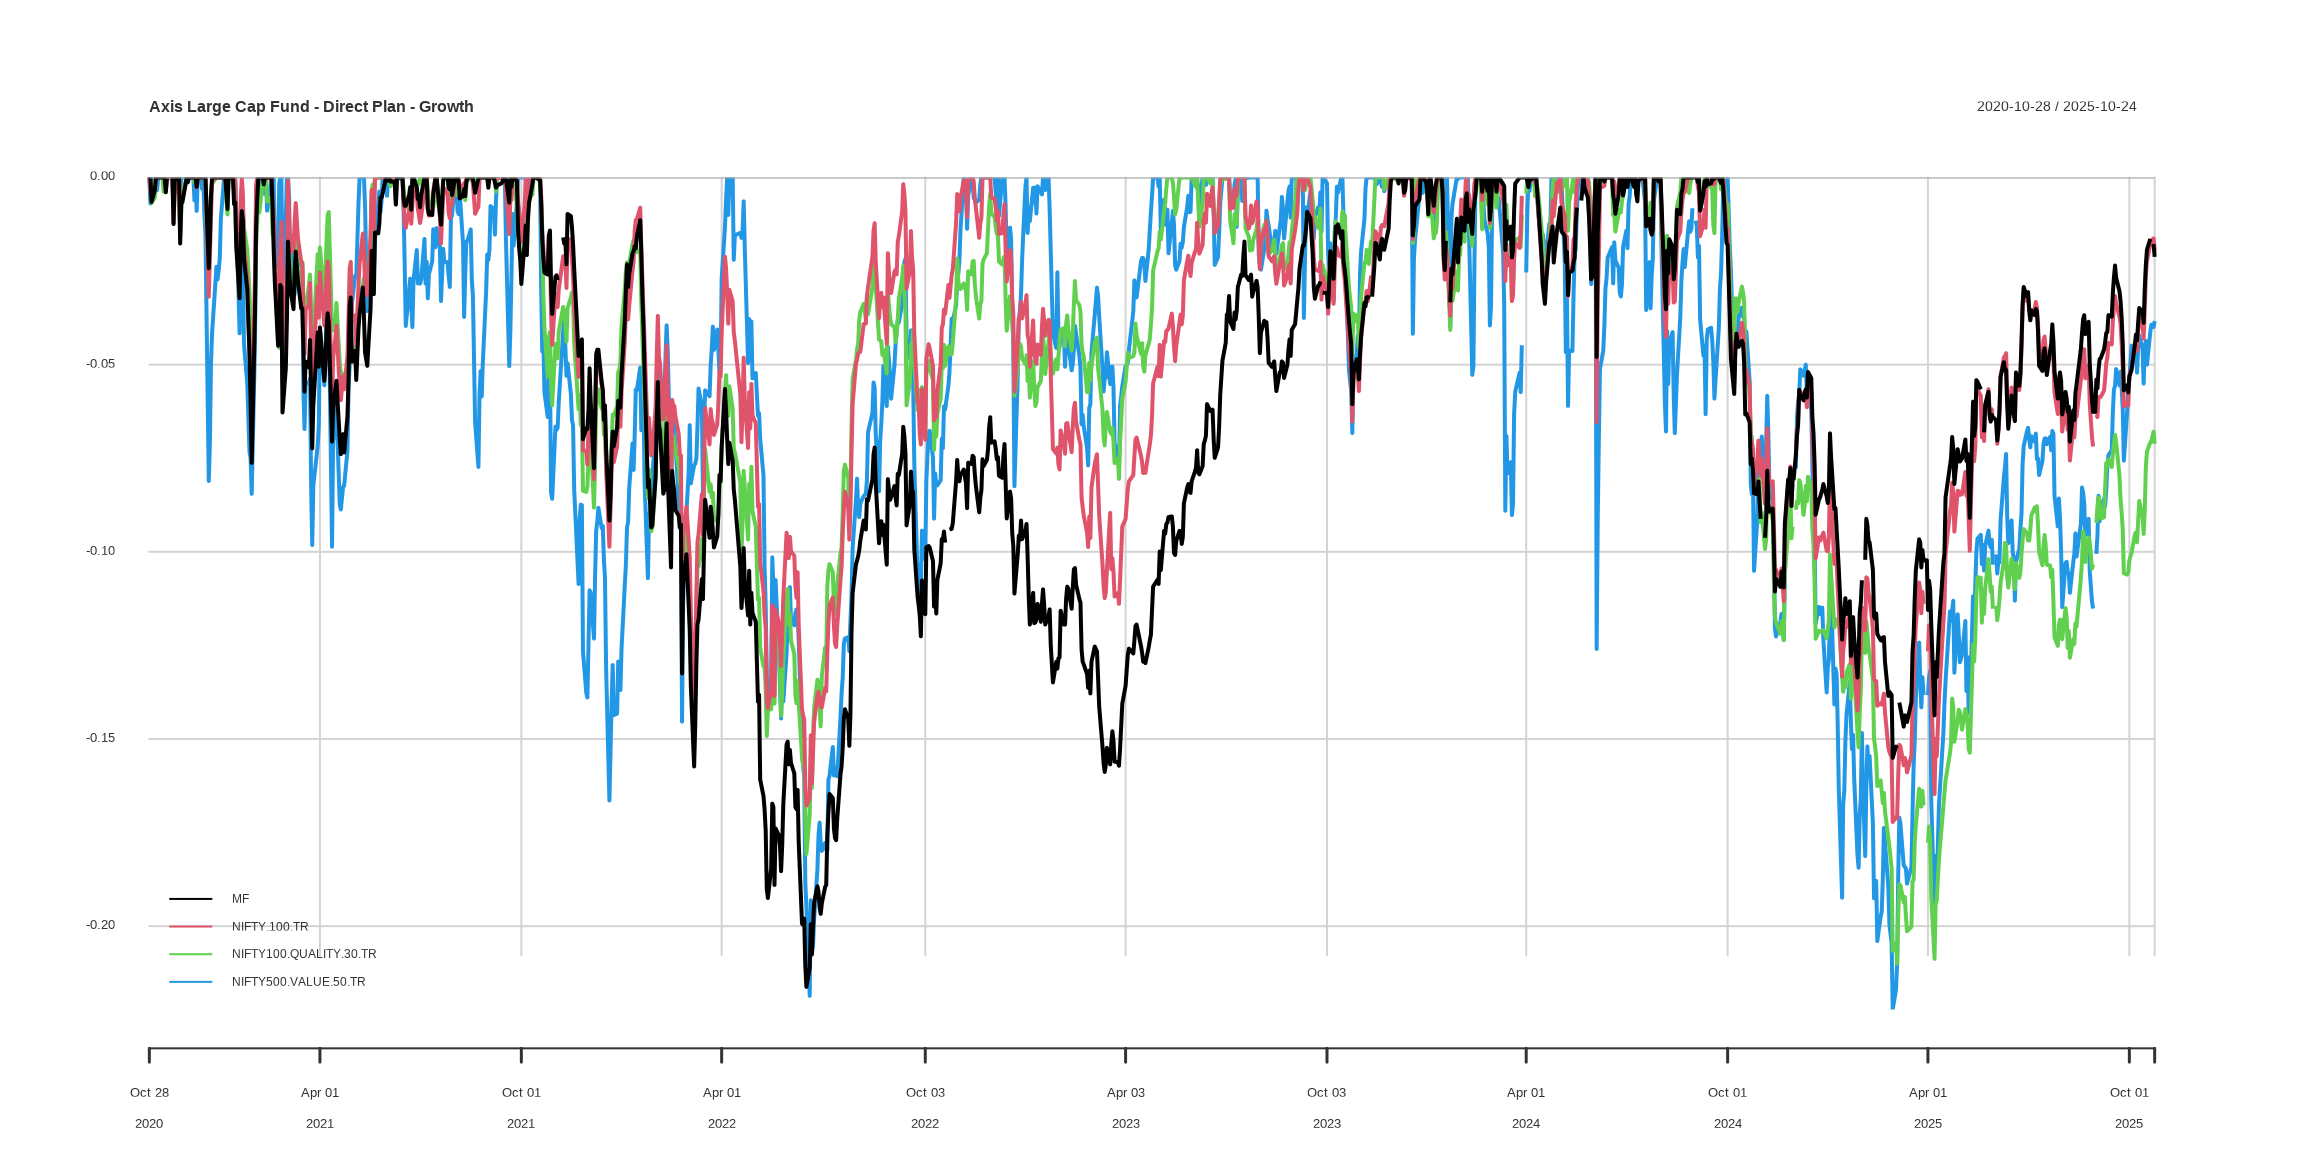 Axis Large Cap Fund - Direct Plan - Growth
2020-10-28 / 2025-10-24
0.00
-0.05
-0.10
-0.15
-0.20
MF
NIFTY.100.TR
NIFTY100.QUALITY.30.TR
NIFTY500.VALUE.50.TR
Oct 28 Apr 01 Oct 01 Apr 01 Oct 03 Apr 03 Oct 03 Apr 01 Oct 01 Apr 01 Oct 01
2020 2021 2021 2022 2022 2023 2023 2024 2024 2025 2025